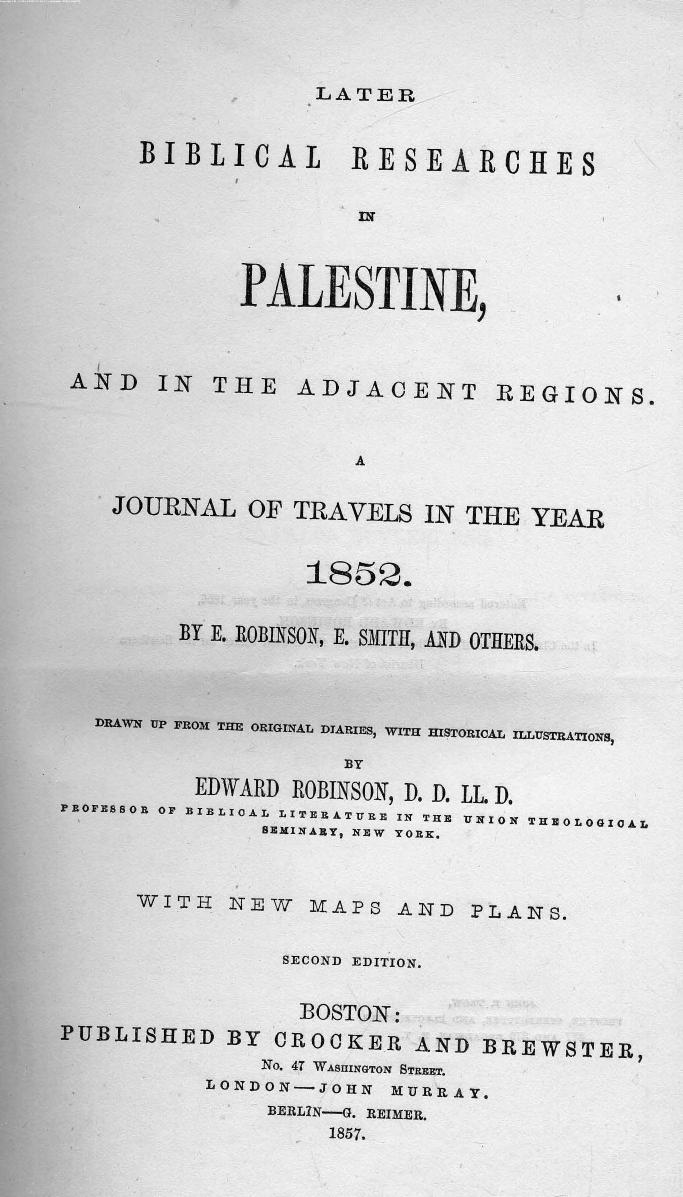 LATER
BIBLICAL RESEARCHES
IN
PALESTINE,
AND IN THE ADJACENT REGIONS.
A
JOURNAL OF TRAVELS IN THE YEAR
1852.
BY E. ROBINSON, E. SMITH, AND OTHERS.
DRAWN UP FROM THE ORIGINAL DIARIES, WITH HISTORICAL ILLUSTRATIONS,
BY
EDWARD ROBINSON, D. D. LL. D.
PROFESSOR OF BIBLICAL LITERATURE IN THE UNION THEOLOGICAL
SEMINARY, NEW YORK.
WITH NEW MAPS AND PLANS.
SECOND EDITION.
BOSTON:
PUBLISHED BY CROCKER AND BREWSTER,
No. 47 WASHINGTON STREET.
LONDON—JOHN MURRAY.
BERLIN—G. REIMER.
1857.